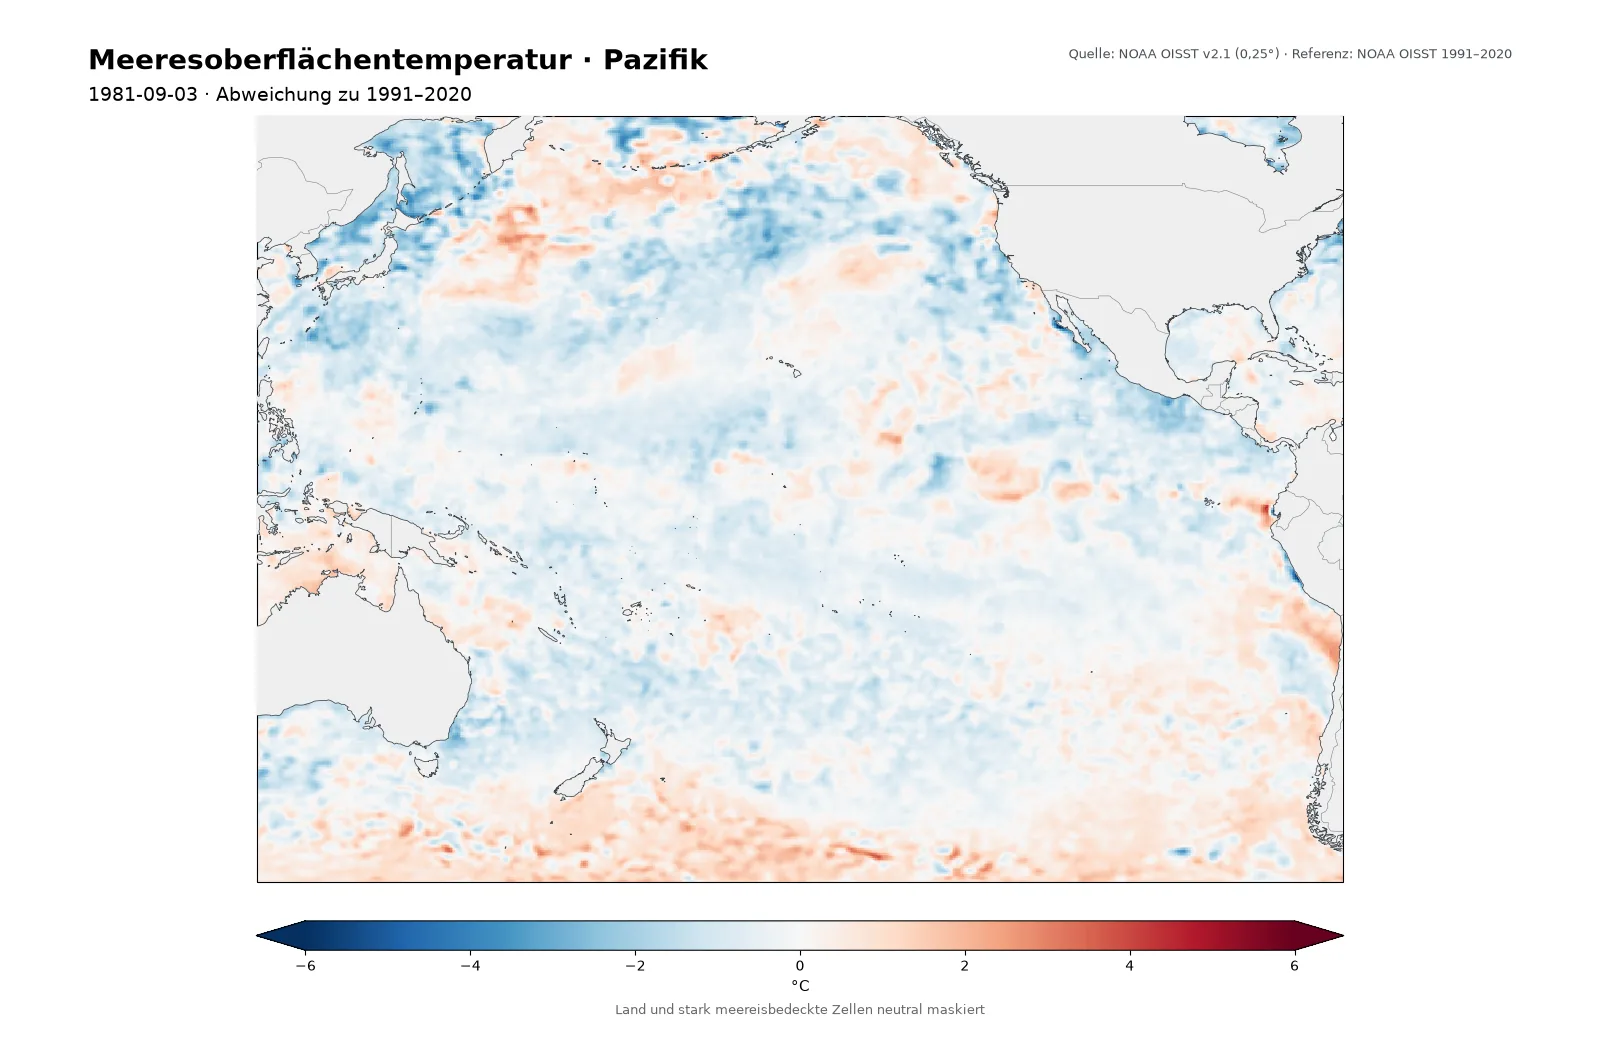 Meeresoberflächentemperatur · Pazifik
Quelle: NOAA OISST v2.1 (0,25°) · Referenz: NOAA OISST 1991–2020
1981-09-03 · Abweichung zu 1991–2020
−6 −4 −2 0 2 4 6
°C
Land und stark meereisbedeckte Zellen neutral maskiert